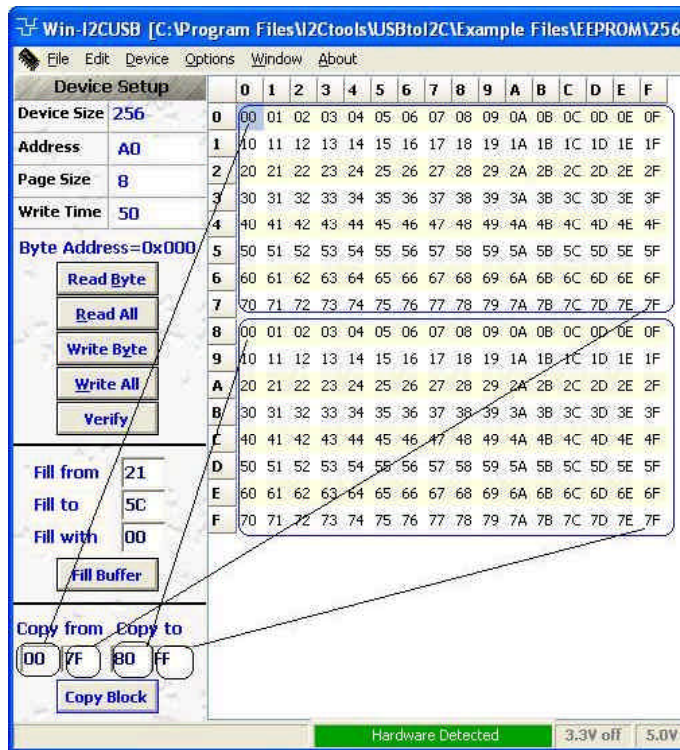 Win-I2CUSB [C:\Program Files\I2Ctools\USBtoI2C\Example Files\EEPROM\256
File Edit Device Options Window About
Device Setup 0 1 2 3 4 5 6 7 8 9 A B C D E F
Device Size 256 0 00 01 02 03 04 05 06 07 08 09 0A 0B 0C 0D 0E 0F
Address A0 1 10 11 12 13 14 15 16 17 18 19 1A 1B 1C 1D 1E 1F
Page Size 8 2 20 21 22 23 24 25 26 27 28 29 2A 2B 2C 2D 2E 2F
Write Time 50 3 30 31 32 33 34 35 36 37 38 39 3A 3B 3C 3D 3E 3F
4 40 41 42 43 44 45 46 47 48 49 4A 4B 4C 4D 4E 4F
Byte Address=0x000 5 50 51 52 53 54 55 56 57 58 59 5A 5B 5C 5D 5E 5F
Read Byte 6 60 61 62 63 64 65 66 67 68 69 6A 6B 6C 6D 6E 6F
Read All 7 70 71 72 73 74 75 76 77 78 79 7A 7B 7C 7D 7E 7F
Write Byte 8 00 01 02 03 04 05 06 07 08 09 0A 0B 0C 0D 0E 0F
9 10 11 12 13 14 15 16 17 18 19 1A 1B 1C 1D 1E 1F
Write All A 20 21 22 23 24 25 26 27 28 29 2A 2B 2C 2D 2E 2F
Verify B 30 31 32 33 34 35 36 37 38 39 3A 3B 3C 3D 3E 3F
C 40 41 42 43 44 45 46 47 48 49 4A 4B 4C 4D 4E 4F
Fill from 21 D 50 51 52 53 54 55 56 57 58 59 5A 5B 5C 5D 5E 5F
Fill to 5C E 60 61 62 63 64 65 66 67 68 69 6A 6B 6C 6D 6E 6F
Fill with 00 F 70 71 72 73 74 75 76 77 78 79 7A 7B 7C 7D 7E 7F
Fill Buffer
Copy from Copy to
00 7F 80 FF
Copy Block
Hardware Detected 3.3V off 5.0V